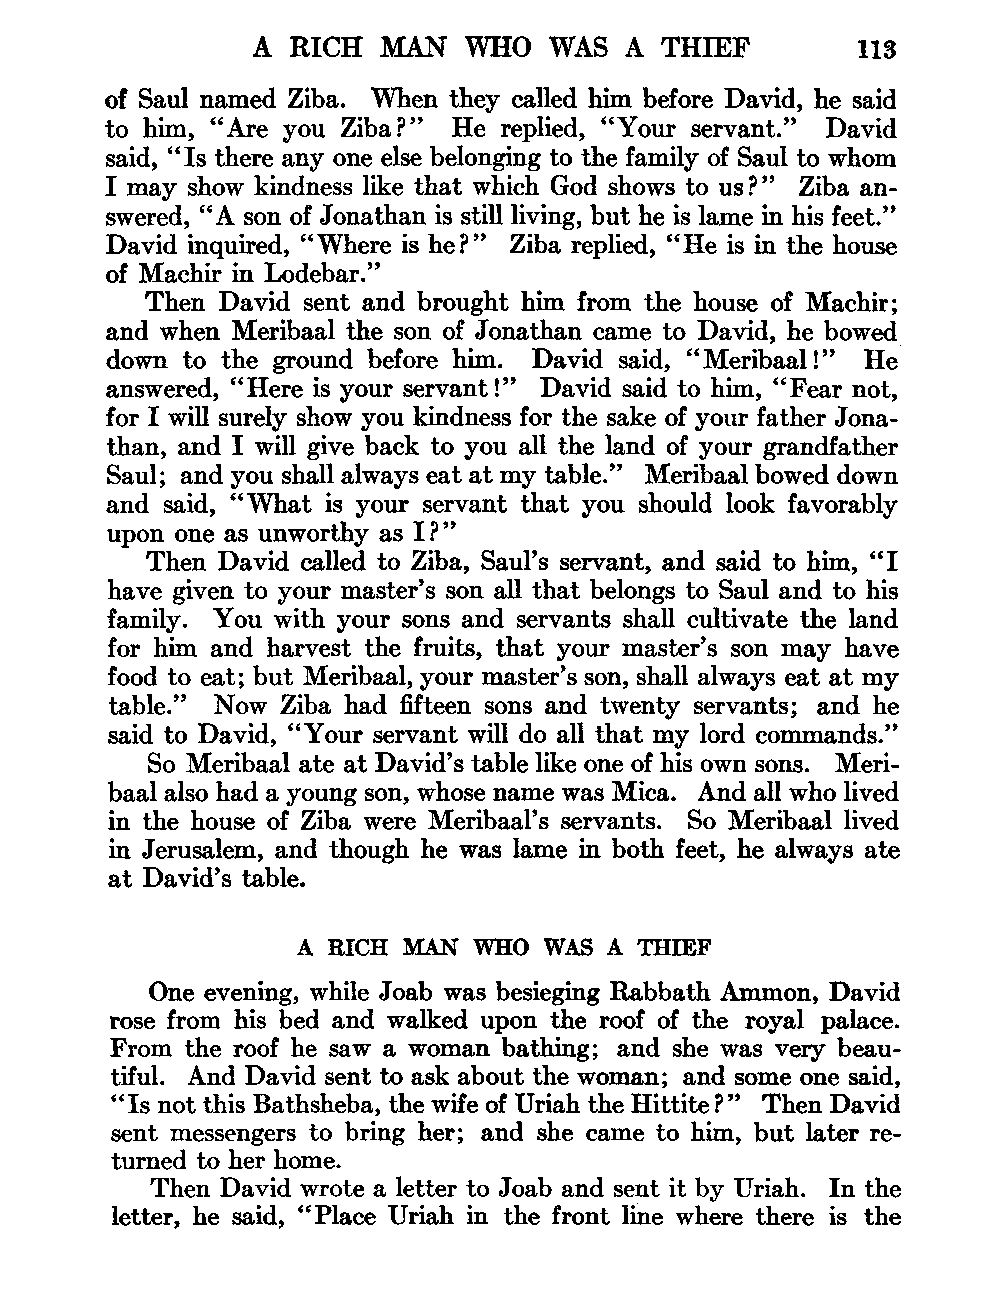 A RICH MAN WHO WAS A THIEF 113
of Saul named Ziba. When they called him before David, he said
to him, “Are you Ziba?” He replied, “Your servant.” David
said, “Is there any one else belonging to the family of Saul to whom
I may show kindness like that which God shows to us?” Ziba an-
swered, “A son of Jonathan is still living, but he is lame in his feet.”
David inquired, “Where is he?” Ziba replied, “He is in the house
of Machir in Lodebar.”
Then David sent and brought him from the house of Machir;
and when Meribaal the son of Jonathan came to David, he bowed
down to the ground before him. David said, “Meribaal!” He
answered, “Here is your servant!” David said to him, “Fear not,
for I will surely show you kindness for the sake of your father Jona-
than, and I will give back to you all the land of your grandfather
Saul; and you shall always eat at my table.” Meribaal bowed down
and said, “What is your servant that you should look favorably
upon one as unworthy as I?”
Then David called to Ziba, Saul’s servant, and said to him, “I
have given to your master’s son all that belongs to Saul and to his
family. You with your sons and servants shall cultivate the land
for him and harvest the fruits, that your master’s son may have
food to eat; but Meribaal, your master’s son, shall always eat at my
table.” Now Ziba had fifteen sons and twenty servants; and he
said to David, “Your servant will do all that my lord commands.”
So Meribaal ate at David’s table like one of his own sons. Meri-
baal also had a young son, whose name was Mica. And all who lived
in the house of Ziba were Meribaal’s servants. So Meribaal lived
in Jerusalem, and though he was lame in both feet, he always ate
at David’s table.
A RICH MAN WHO WAS A THIEF
One evening, while Joab was besieging Rabbath Ammon, David
rose from his bed and walked upon the roof of the royal palace.
From the roof he saw a woman bathing; and she was very beau-
tiful. And David sent to ask about the woman; and some one said,
“Is not this Bathsheba, the wife of Uriah the Hittite?” Then David
sent messengers to bring her; and she came to him, but later re-
turned to her home.
Then David wrote a letter to Joab and sent it by Uriah. In the
letter, he said, “Place Uriah in the front line where there is the